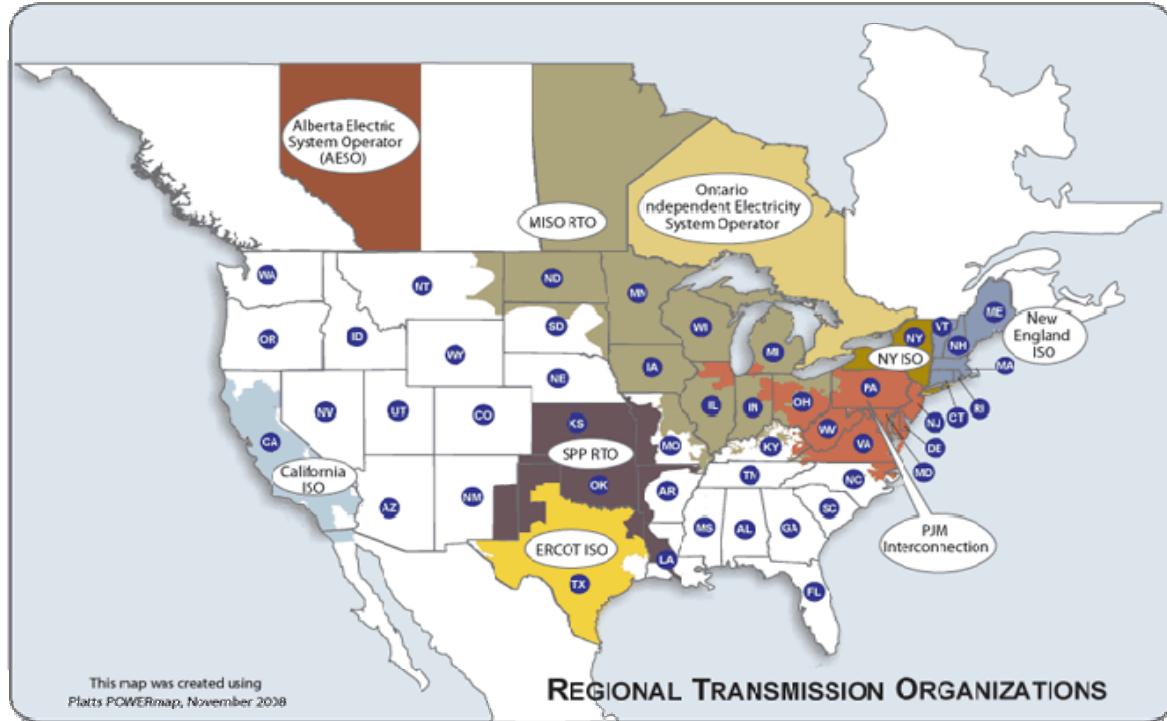 Alberta Electric
System Operator
(AESO)
Ontario
ndependent Electricity
System Operator
MISO RTO
WA
NT
ND
MN
ME
New
England
ISO
VT
NY
NH
OR
ID
SD
WI
MI
NY ISO
WY
IA
MA
NE
PA
NV
UT
CO
IL
IN
OH
RI
CT
NJ
KS
WV
VA
DE
CA
MO
KY
MD
SPP RTO
California
ISO
TN
NC
OK
AR
AZ
NM
SC
MS
AL
GA
PJM
Interconnection
ERCOT ISO
LA
TX
FL
This map was created using
Platts POWERmap, November 2008
REGIONAL TRANSMISSION ORGANIZATIONS